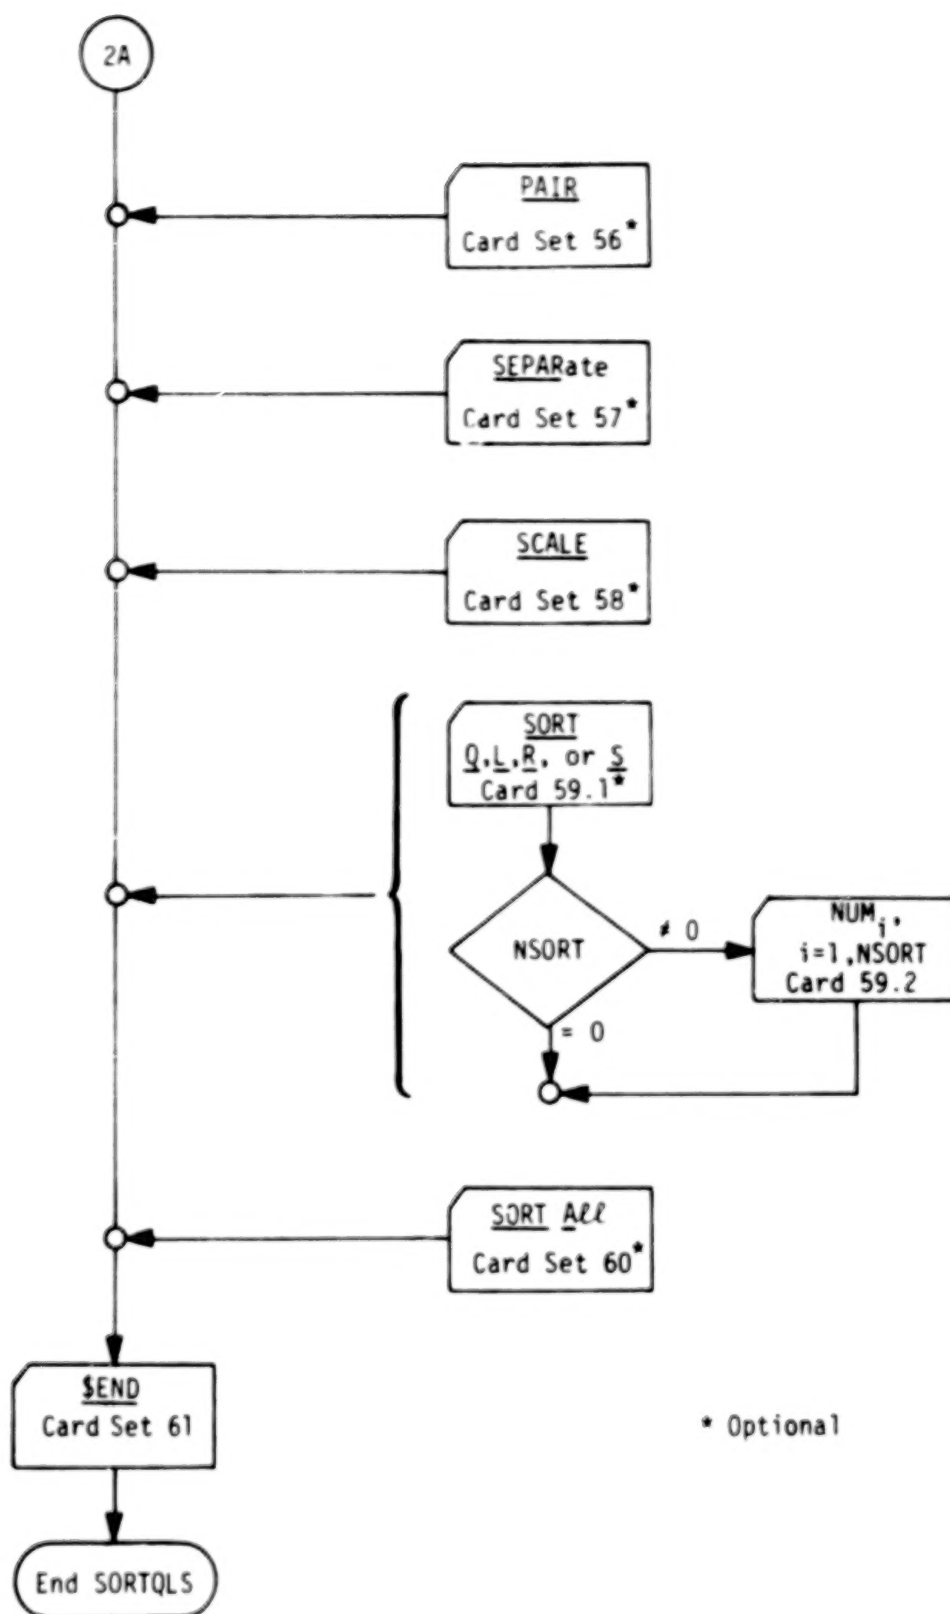 2A
PAIR
Card Set 56*
SEPARate
Card Set 57*
SCALE
Card Set 58*
SORT
Q,L,R, or S
Card 59.1*
NSORT
≠ 0
= 0
NUMi,
i=1,NSORT
Card 59.2
SORT All
Card Set 60*
$END
Card Set 61
* Optional
End SORTQLS